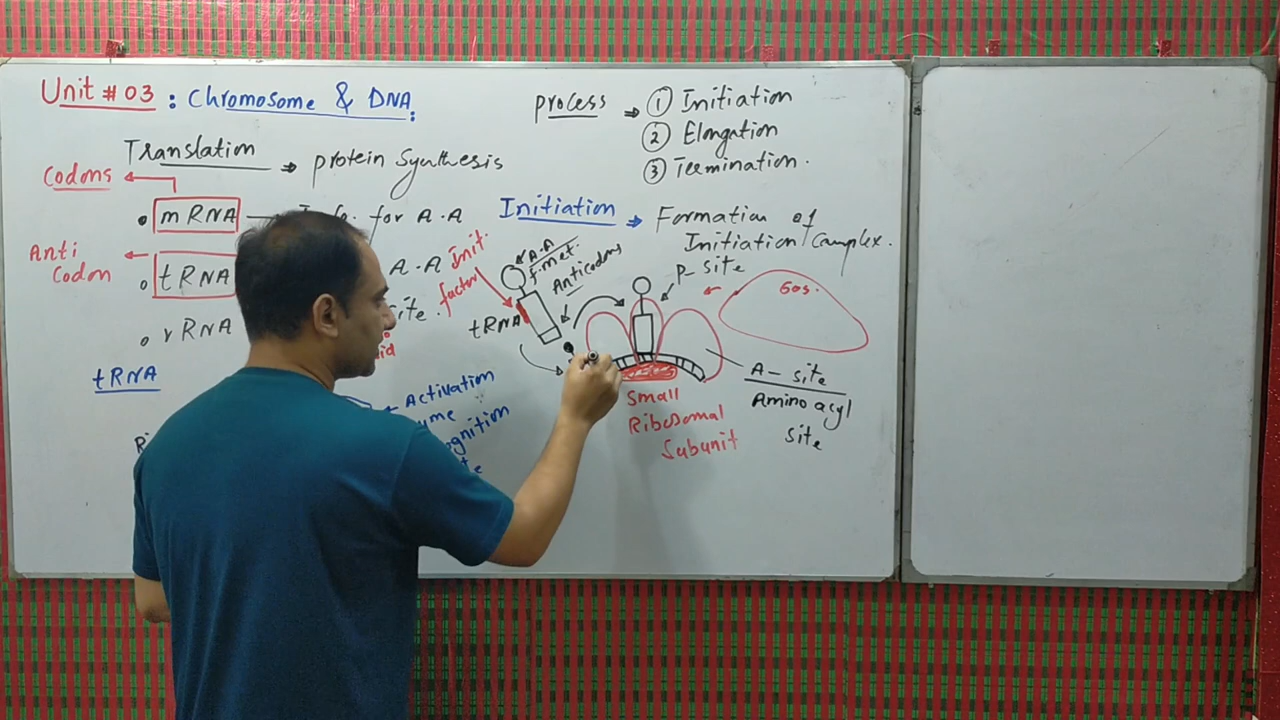 Unit # 03 : Chromosome & DNA.
Translation → protein Synthesis
Codons
mRNA — Info. for A.A
Anti
Codon
tRNA
A.A
rRNA
site.
tRNA
Activation
process → ① Initiation
② Elongation
③ Termination.
Initiation → Formation of
Initiation Complex.
Init.
factor
A.A
f.met.
Anticodons
tRNA
P-site
60s.
A-site
Amino acyl
site
Small
Ribosomal
Subunit